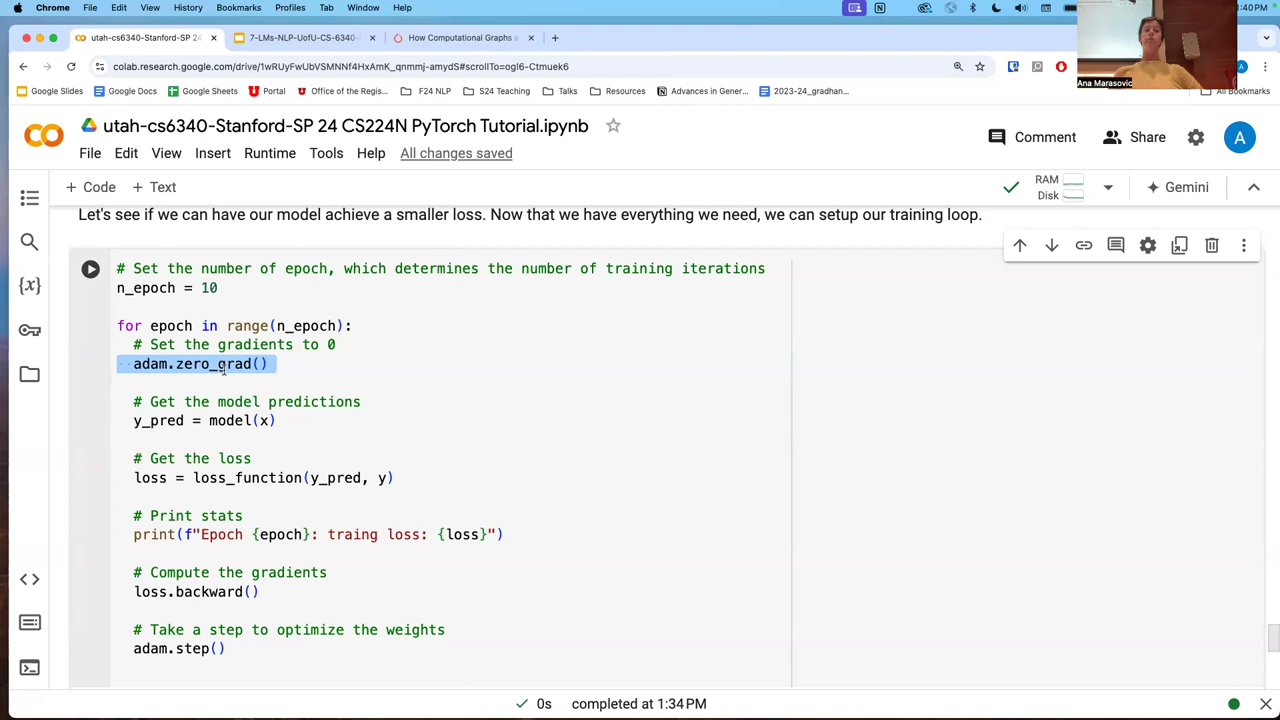 Chrome File Edit View History Bookmarks Profiles Tab Window Help
:40 PM
utah-cs6340-Stanford-SP 24
7-LMs-NLP-UofU-CS-6340-
How Computational Graphs a
colab.research.google.com/drive/1wRUyFwUbVSMNNf4HxAmK_qnmmj-amydS#scrollTo=ogI6-Ctmuek6
Google Slides Google Docs Google Sheets Portal Office of the Regist F24 NLP S24 Teaching Talks Resources Advances in Gener... 2023-24_gradhan... All Bookmarks
Ana Marasovic
utah-cs6340-Stanford-SP 24 CS224N PyTorch Tutorial.ipynb
Comment Share A
File Edit View Insert Runtime Tools Help All changes saved
+ Code + Text
RAM
Disk
Gemini
Let's see if we can have our model achieve a smaller loss. Now that we have everything we need, we can setup our training loop.
# Set the number of epoch, which determines the number of training iterations
n_epoch = 10
for epoch in range(n_epoch):
# Set the gradients to 0
adam.zero_grad()
# Get the model predictions
y_pred = model(x)
# Get the loss
loss = loss_function(y_pred, y)
# Print stats
print(f"Epoch {epoch}: traing loss: {loss}")
# Compute the gradients
loss.backward()
# Take a step to optimize the weights
adam.step()
0s completed at 1:34 PM